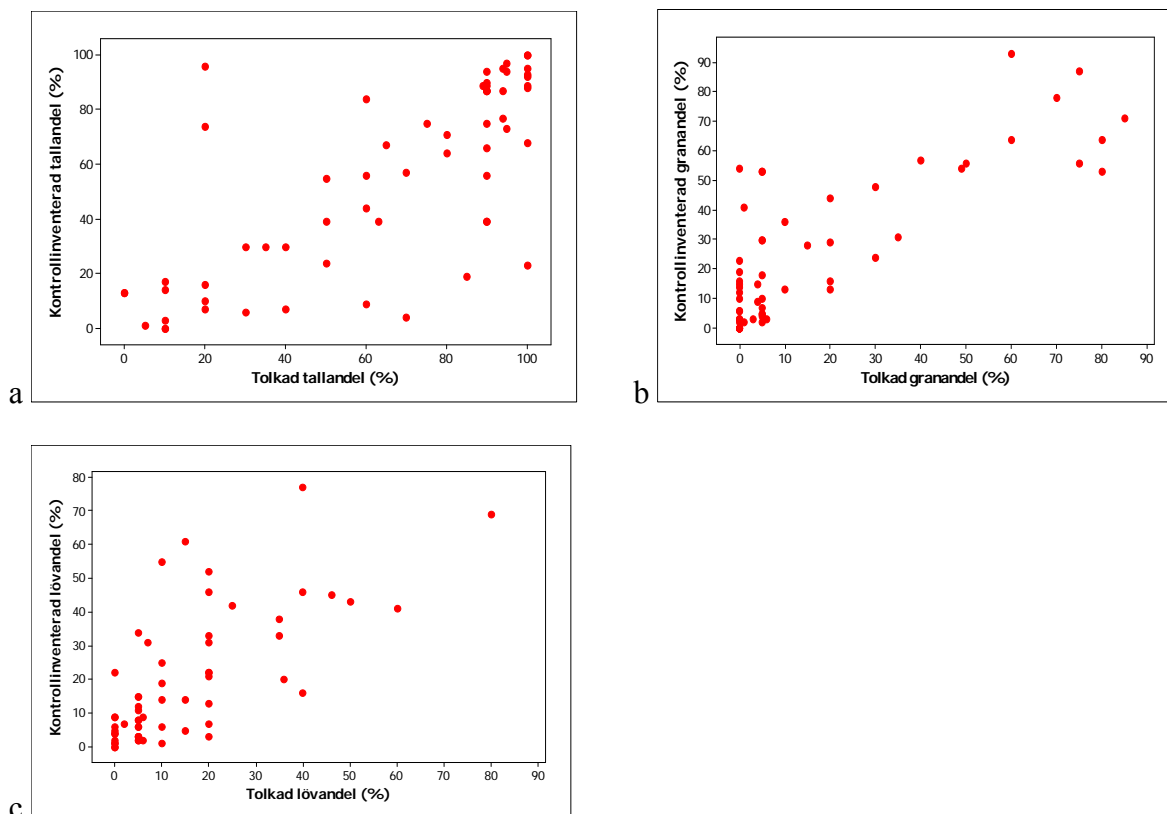 Kontrollinventerad tallandel (%)
100
80
60
40
20
0
0 20 40 60 80 100
Tolkad tallandel (%)
a
Kontrollinventerad granandel (%)
90
80
70
60
50
40
30
20
10
0
0 10 20 30 40 50 60 70 80 90
Tolkad granandel (%)
b
Kontrollinventerad lövandel (%)
80
70
60
50
40
30
20
10
0
0 10 20 30 40 50 60 70 80 90
Tolkad lövandel (%)
c